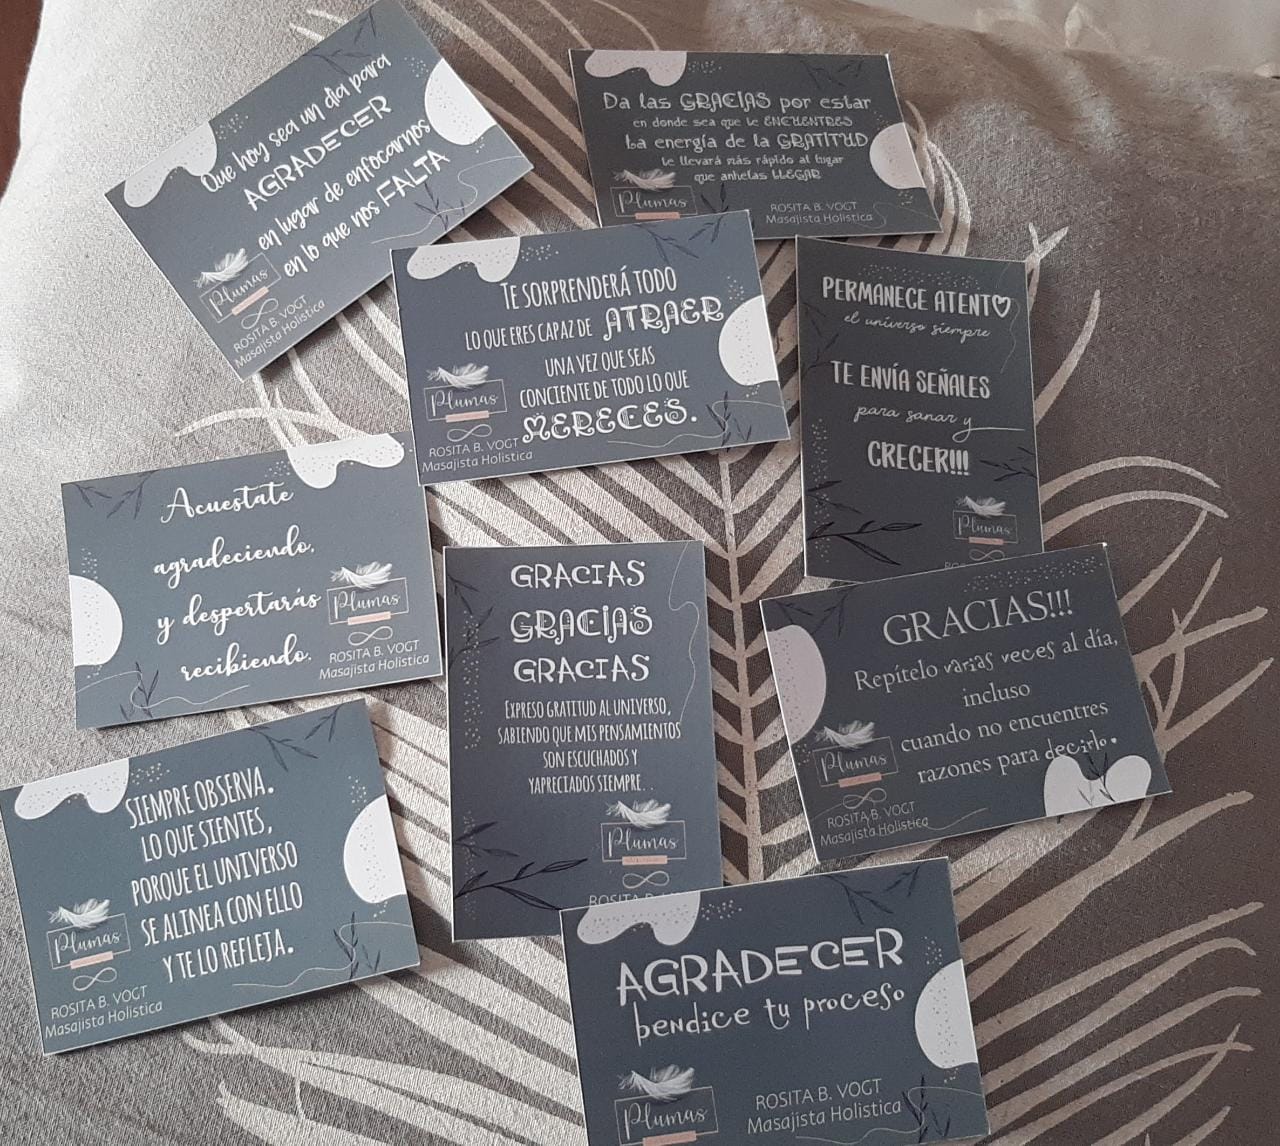 Que hoy sea un día para
AGRADECER
en lugar de enfocarnos
en lo que nos FALTA
Plumas
ROSITA B. VOGT
Masajista Holistica
Da las GRACIAS por estar
en donde sea que te ENCUENTRES
La energía de la GRATITUD
te llevará más rápido al lugar
que anhelas LLEGAR
Plumas
ROSITA B. VOGT
Masajista Holistica
TE SORPRENDERÁ TODO
LO QUE ERES CAPAZ DE ATRAER
UNA VEZ QUE SEAS
CONCIENTE DE TODO LO QUE
MERECES.
Plumas
ROSITA B. VOGT
Masajista Holistica
PERMANECE ATENTO
el universo siempre
TE ENVÍA SEÑALES
para sanar y
CRECER!!!
Plumas
Acuestate
agradeciendo,
y despertarás
recibiendo.
Plumas
ROSITA B. VOGT
Masajista Holistica
GRACIAS
GRACIAS
GRACIAS
EXPRESO GRATITUD AL UNIVERSO,
SABIENDO QUE MIS PENSAMIENTOS
SON ESCUCHADOS Y
YAPRECIADOS SIEMPRE. .
Plumas
ROSITA B.
GRACIAS!!!
Repítelo varias veces al día,
incluso
cuando no encuentres
razones para decirlo.
Plumas
ROSITA B. VOGT
Masajista Holistica
SIEMPRE OBSERVA.
LO QUE SIENTES,
PORQUE EL UNIVERSO
SE ALINEA CON ELLO
Y TE LO REFLEJA.
Plumas
ROSITA B. VOGT
Masajista Holistica
AGRADECER
bendice tu proceso
Plumas
ROSITA B. VOGT
Masajista Holistica